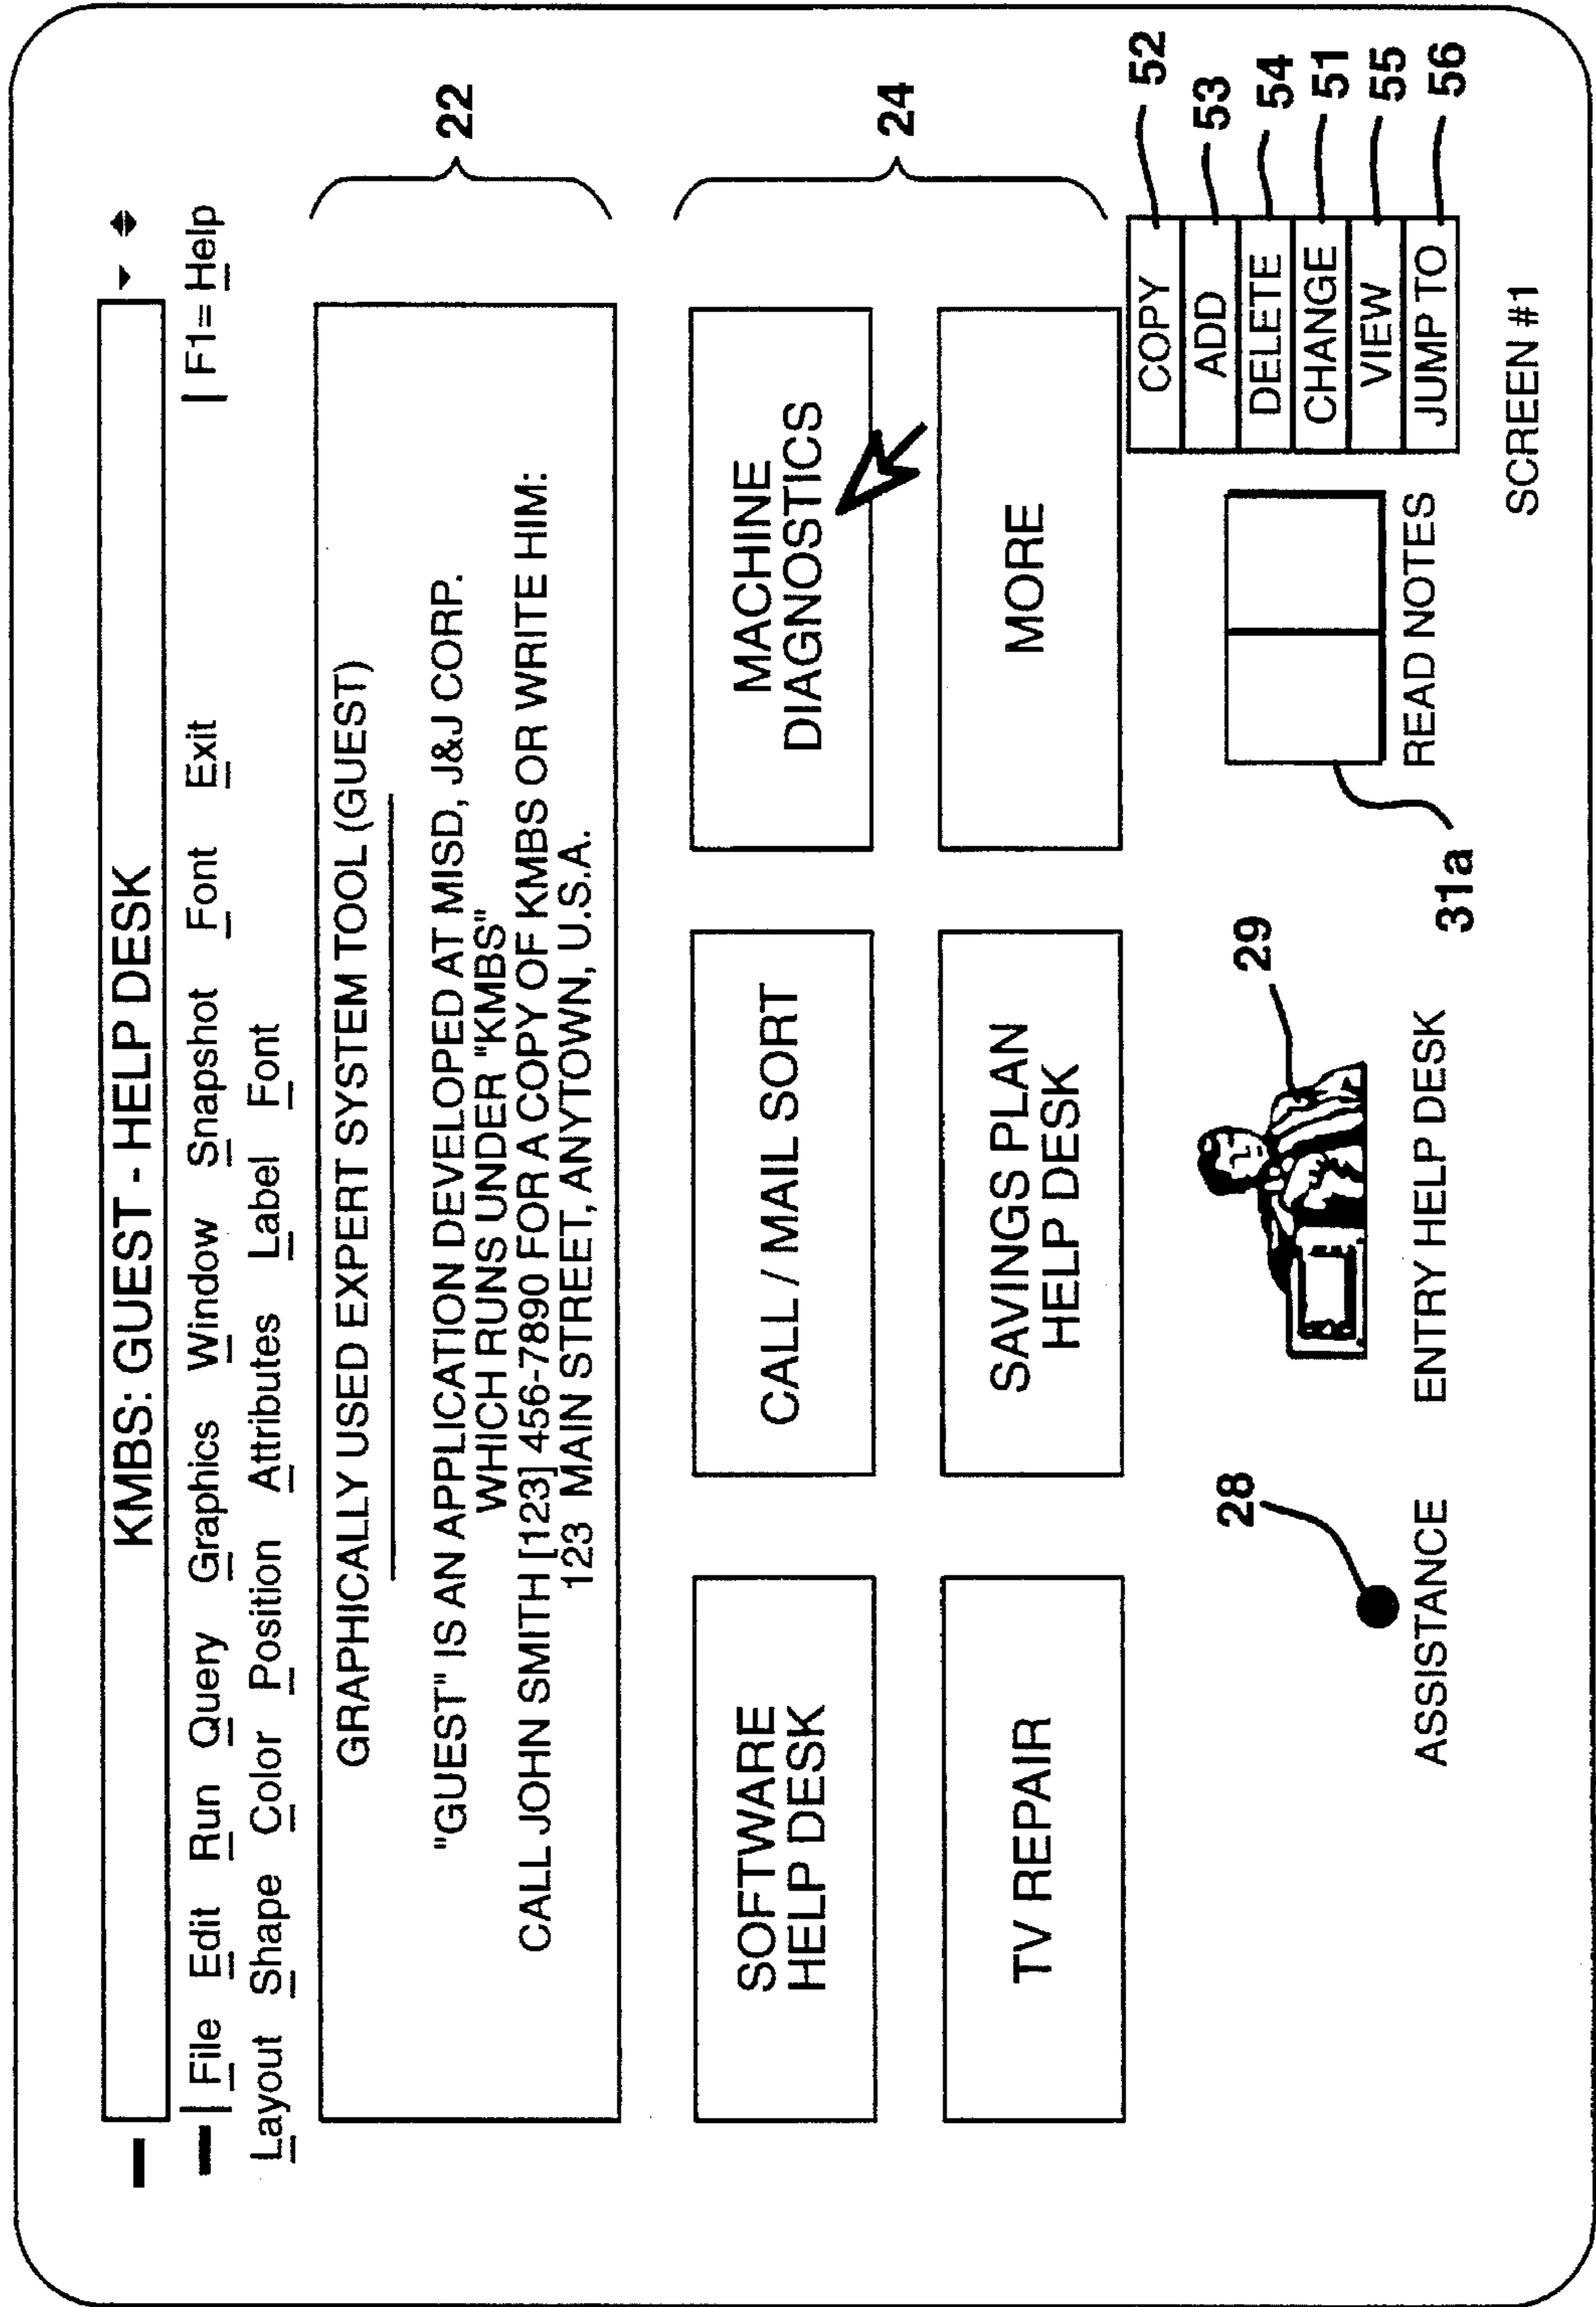 KMBS: GUEST - HELP DESK
File Edit Run Query Graphics Window Snapshot Font Exit | F1= Help
Layout Shape Color Position Attributes Label Font
GRAPHICALLY USED EXPERT SYSTEM TOOL (GUEST)
"GUEST" IS AN APPLICATION DEVELOPED AT MISD, J&J CORP.
WHICH RUNS UNDER "KMBS"
CALL JOHN SMITH [123] 456-7890 FOR A COPY OF KMBS OR WRITE HIM:
123 MAIN STREET, ANYTOWN, U.S.A.
22
SOFTWARE
HELP DESK
CALL / MAIL SORT
MACHINE
DIAGNOSTICS
TV REPAIR
SAVINGS PLAN
HELP DESK
MORE
24
28
ASSISTANCE
29
ENTRY HELP DESK
31a
READ NOTES
COPY 52
ADD 53
DELETE 54
CHANGE 51
VIEW 55
JUMP TO 56
SCREEN #1